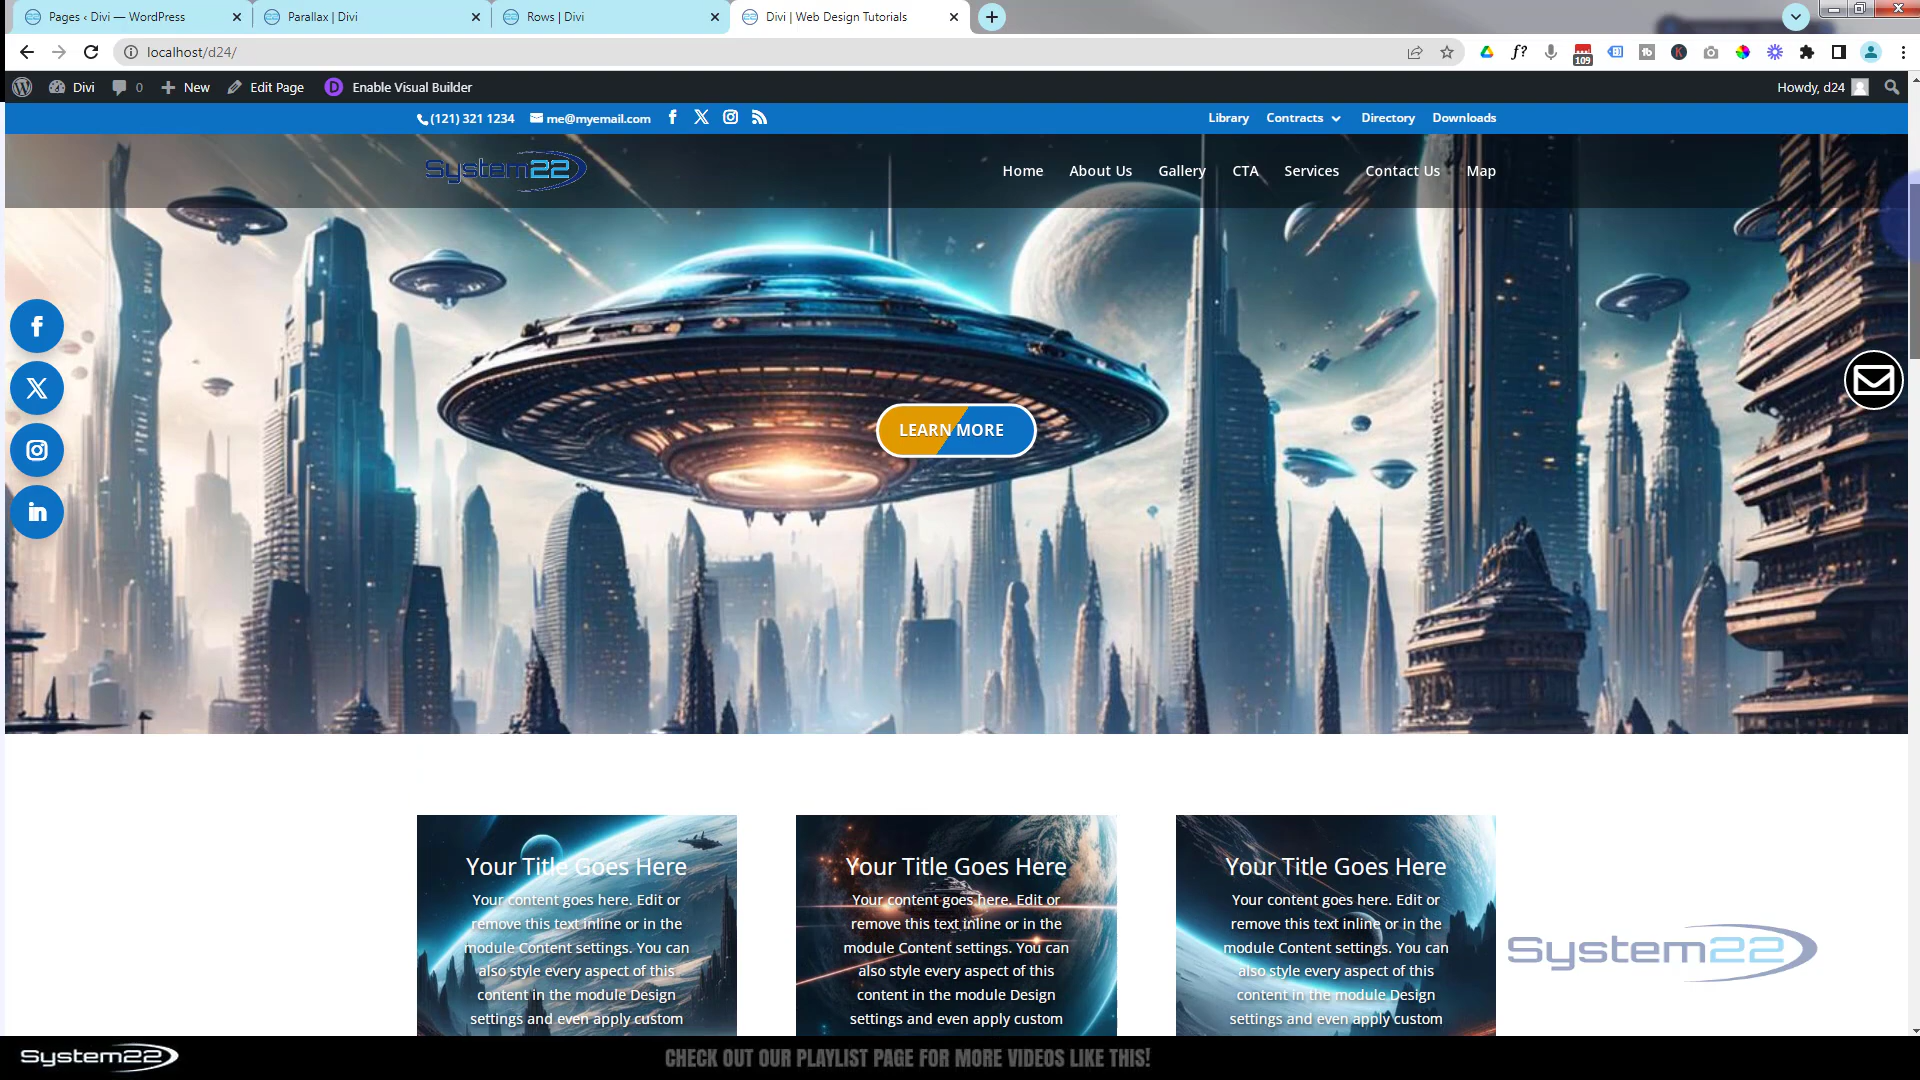 Pages ‹ Divi — WordPress
Parallax | Divi
Rows | Divi
Divi | Web Design Tutorials
localhost/d24/
109
Divi
0
New
Edit Page
D
Enable Visual Builder
Howdy, d24
(121) 321 1234
me@myemail.com
Library
Contracts
Directory
Downloads
System22
Home
About Us
Gallery
CTA
Services
Contact Us
Map
LEARN MORE
Your Title Goes Here
Your content goes here. Edit or
remove this text inline or in the
module Content settings. You can
also style every aspect of this
content in the module Design
settings and even apply custom
Your Title Goes Here
Your content goes here. Edit or
remove this text inline or in the
module Content settings. You can
also style every aspect of this
content in the module Design
settings and even apply custom
Your Title Goes Here
Your content goes here. Edit or
remove this text inline or in the
module Content settings. You can
also style every aspect of this
content in the module Design
settings and even apply custom
System22
System22
CHECK OUT OUR PLAYLIST PAGE FOR MORE VIDEOS LIKE THIS!